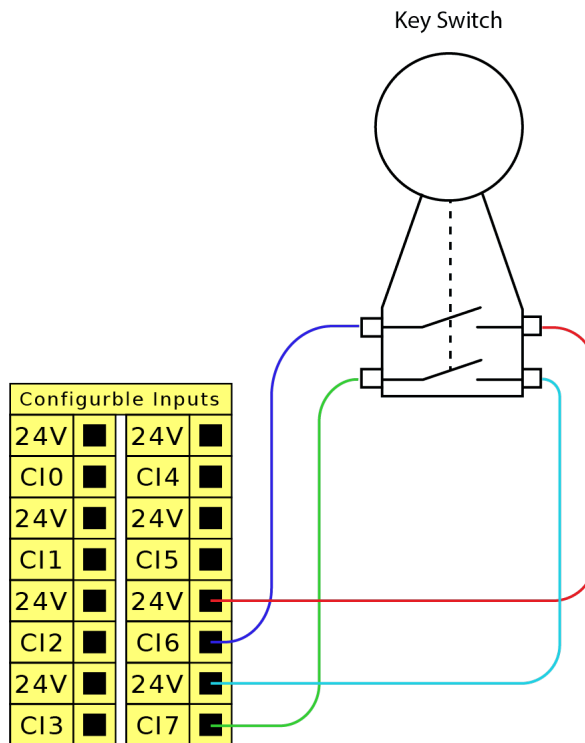 Key Switch
Configurble Inputs
24V 24V
CI0 CI4
24V 24V
CI1 CI5
24V 24V
CI2 CI6
24V 24V
CI3 CI7